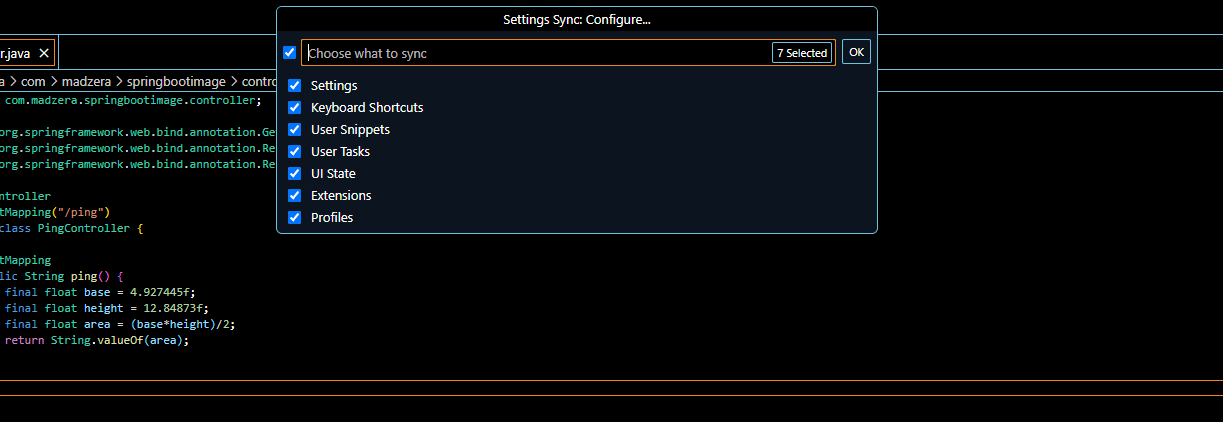 Settings Sync: Configure...
r.java
Choose what to sync
7 Selected
OK
a > com > madzera > springbootimage > contro
Settings
com.madzera.springbootimage.controller;
Keyboard Shortcuts
User Snippets
org.springframework.web.bind.annotation.Ge
org.springframework.web.bind.annotation.Re
User Tasks
org.springframework.web.bind.annotation.Re
UI State
ntroller
Extensions
tMapping("/ping")
Profiles
class PingController {
tMapping
lic String ping() {
final float base = 4.927445f;
final float height = 12.84873f;
final float area = (base*height)/2;
return String.valueOf(area);